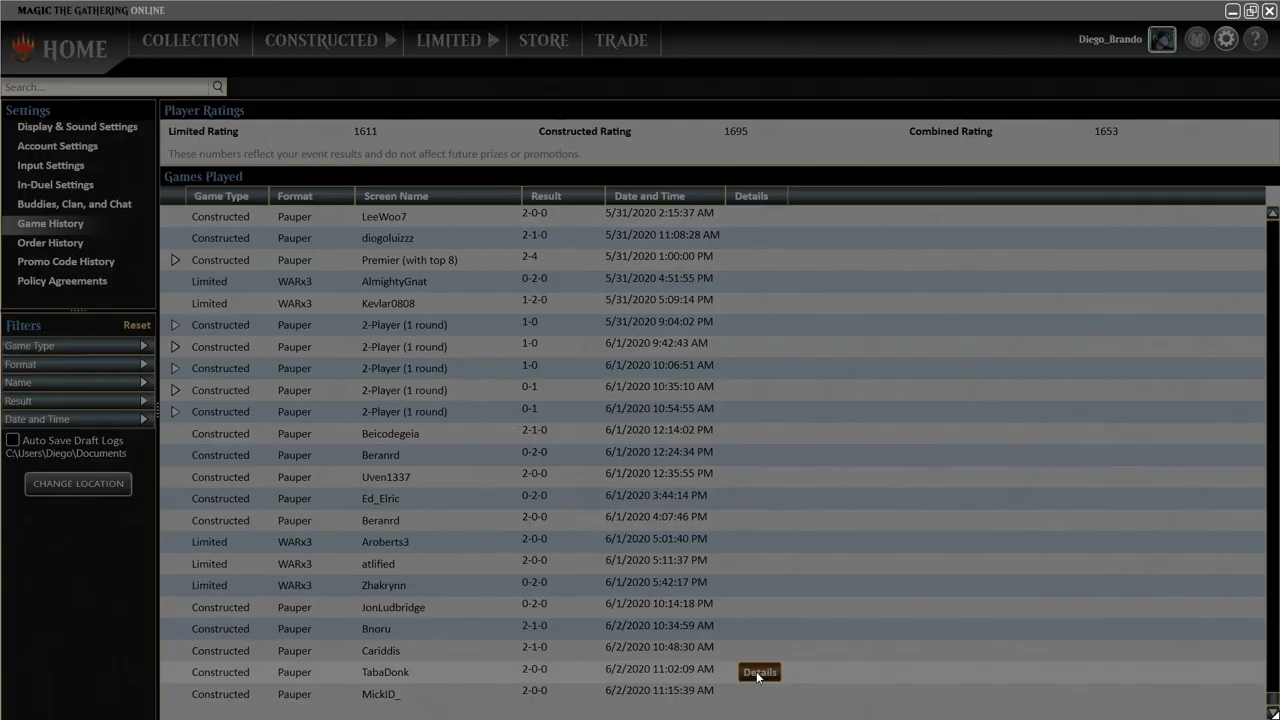 MAGIC THE GATHERING ONLINE
HOME COLLECTION CONSTRUCTED LIMITED STORE TRADE Diego_Brando ?
Search...
Settings
Display & Sound Settings
Account Settings
Input Settings
In-Duel Settings
Buddies, Clan, and Chat
Game History
Order History
Promo Code History
Policy Agreements
Filters Reset
Game Type
Format
Name
Result
Date and Time
Auto Save Draft Logs
C:\Users\Diego\Documents
CHANGE LOCATION
Player Ratings
Limited Rating 1611 Constructed Rating 1695 Combined Rating 1653
These numbers reflect your event results and do not affect future prizes or promotions.
Games Played
Game Type Format Screen Name Result Date and Time Details
Constructed Pauper LeeWoo7 2-0-0 5/31/2020 2:15:37 AM
Constructed Pauper diogoluizzz 2-1-0 5/31/2020 11:08:28 AM
Constructed Pauper Premier (with top 8) 2-4 5/31/2020 1:00:00 PM
Limited WARx3 AlmightyGnat 0-2-0 5/31/2020 4:51:55 PM
Limited WARx3 Kevlar0808 1-2-0 5/31/2020 5:09:14 PM
Constructed Pauper 2-Player (1 round) 1-0 5/31/2020 9:04:02 PM
Constructed Pauper 2-Player (1 round) 1-0 6/1/2020 9:42:43 AM
Constructed Pauper 2-Player (1 round) 1-0 6/1/2020 10:06:51 AM
Constructed Pauper 2-Player (1 round) 0-1 6/1/2020 10:35:10 AM
Constructed Pauper 2-Player (1 round) 0-1 6/1/2020 10:54:55 AM
Constructed Pauper Beicodegeia 2-1-0 6/1/2020 12:14:02 PM
Constructed Pauper Beranrd 0-2-0 6/1/2020 12:24:34 PM
Constructed Pauper Uven1337 2-0-0 6/1/2020 12:35:55 PM
Constructed Pauper Ed_Elric 0-2-0 6/1/2020 3:44:14 PM
Constructed Pauper Beranrd 2-0-0 6/1/2020 4:07:46 PM
Limited WARx3 Aroberts3 2-0-0 6/1/2020 5:01:40 PM
Limited WARx3 atlified 2-0-0 6/1/2020 5:11:37 PM
Limited WARx3 Zhakrynn 0-2-0 6/1/2020 5:42:17 PM
Constructed Pauper JonLudbridge 0-2-0 6/1/2020 10:14:18 PM
Constructed Pauper Bnoru 2-1-0 6/2/2020 10:34:59 AM
Constructed Pauper Cariddis 2-1-0 6/2/2020 10:48:30 AM
Constructed Pauper TabaDonk 2-0-0 6/2/2020 11:02:09 AM Details
Constructed Pauper MickID_ 2-0-0 6/2/2020 11:15:39 AM